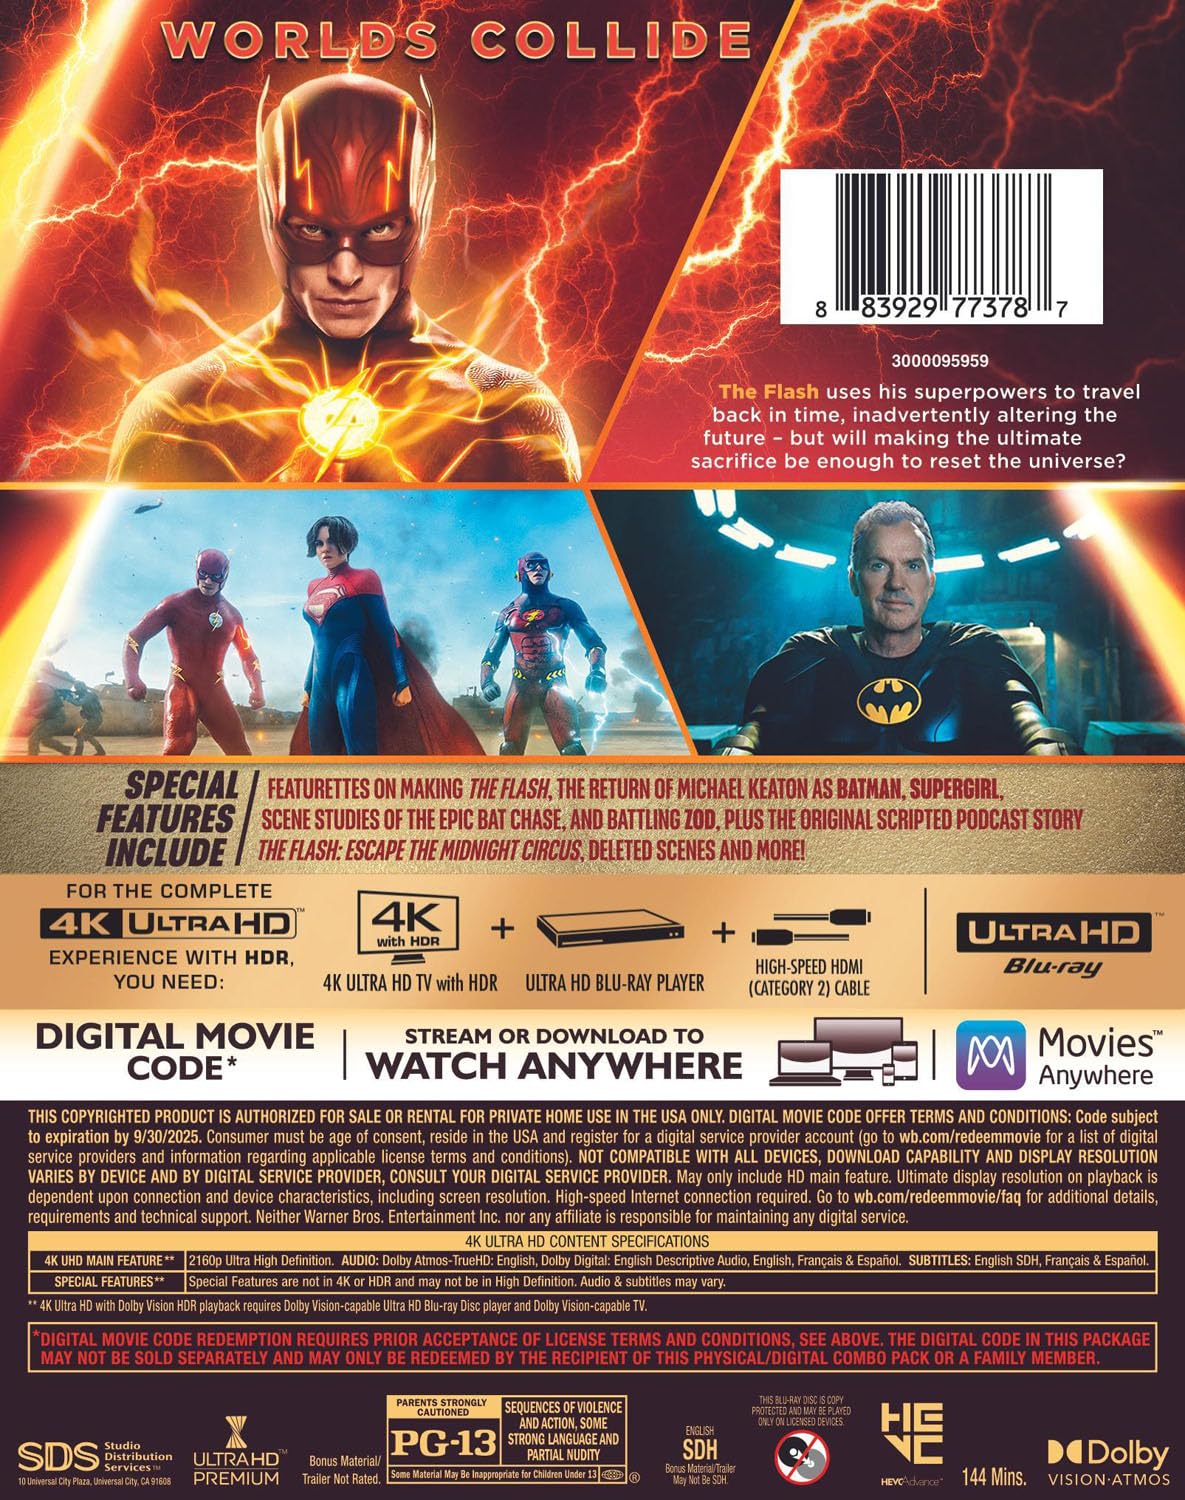 WORLDS COLLIDE
8 83929 77378 7
3000095959
The Flash uses his superpowers to travel
back in time, inadvertently altering the
future – but will making the ultimate
sacrifice be enough to reset the universe?
SPECIAL
FEATURES
INCLUDE
FEATURETTES ON MAKING THE FLASH, THE RETURN OF MICHAEL KEATON AS BATMAN, SUPERGIRL,
SCENE STUDIES OF THE EPIC BAT CHASE, AND BATTLING ZOD, PLUS THE ORIGINAL SCRIPTED PODCAST STORY
THE FLASH: ESCAPE THE MIDNIGHT CIRCUS, DELETED SCENES AND MORE!
FOR THE COMPLETE
4K ULTRA HD™
EXPERIENCE WITH HDR,
YOU NEED:
4K
with HDR
4K ULTRA HD TV with HDR
+
ULTRA HD BLU-RAY PLAYER
+
HIGH-SPEED HDMI
(CATEGORY 2) CABLE
ULTRA HD™
Blu-ray
DIGITAL MOVIE
CODE*
STREAM OR DOWNLOAD TO
WATCH ANYWHERE
Movies™
Anywhere
THIS COPYRIGHTED PRODUCT IS AUTHORIZED FOR SALE OR RENTAL FOR PRIVATE HOME USE IN THE USA ONLY. DIGITAL MOVIE CODE OFFER TERMS AND CONDITIONS: Code subject
to expiration by 9/30/2025. Consumer must be age of consent, reside in the USA and register for a digital service provider account (go to wb.com/redeemmovie for a list of digital
service providers and information regarding applicable license terms and conditions). NOT COMPATIBLE WITH ALL DEVICES, DOWNLOAD CAPABILITY AND DISPLAY RESOLUTION
VARIES BY DEVICE AND BY DIGITAL SERVICE PROVIDER, CONSULT YOUR DIGITAL SERVICE PROVIDER. May only include HD main feature. Ultimate display resolution on playback is
dependent upon connection and device characteristics, including screen resolution. High-speed Internet connection required. Go to wb.com/redeemmovie/faq for additional details,
requirements and technical support. Neither Warner Bros. Entertainment Inc. nor any affiliate is responsible for maintaining any digital service.
4K ULTRA HD CONTENT SPECIFICATIONS
4K UHD MAIN FEATURE** 2160p Ultra High Definition. AUDIO: Dolby Atmos-TrueHD: English, Dolby Digital: English Descriptive Audio, English, Français & Español. SUBTITLES: English SDH, Français & Español.
SPECIAL FEATURES** Special Features are not in 4K or HDR and may not be in High Definition. Audio & subtitles may vary.
** 4K Ultra HD with Dolby Vision HDR playback requires Dolby Vision-capable Ultra HD Blu-ray Disc player and Dolby Vision-capable TV.
*DIGITAL MOVIE CODE REDEMPTION REQUIRES PRIOR ACCEPTANCE OF LICENSE TERMS AND CONDITIONS, SEE ABOVE. THE DIGITAL CODE IN THIS PACKAGE
MAY NOT BE SOLD SEPARATELY AND MAY ONLY BE REDEEMED BY THE RECIPIENT OF THIS PHYSICAL/DIGITAL COMBO PACK OR A FAMILY MEMBER.
SDS Studio
Distribution
Services™
10 Universal City Plaza, Universal City, CA 91608
ULTRA HD™
PREMIUM
Bonus Material/
Trailer Not Rated.
PARENTS STRONGLY
CAUTIONED
PG-13
SEQUENCES OF VIOLENCE
AND ACTION, SOME
STRONG LANGUAGE AND
PARTIAL NUDITY
Some Material May Be Inappropriate for Children Under 13
®
ENGLISH
SDH
Bonus Material/Trailer
May Not Be SDH.
THIS BLU-RAY DISC IS COPY
PROTECTED AND MAY BE PLAYED
ONLY ON LICENSED DEVICES.
HEVC
HEVCAdvance™
144 Mins.
Dolby
VISION·ATMOS